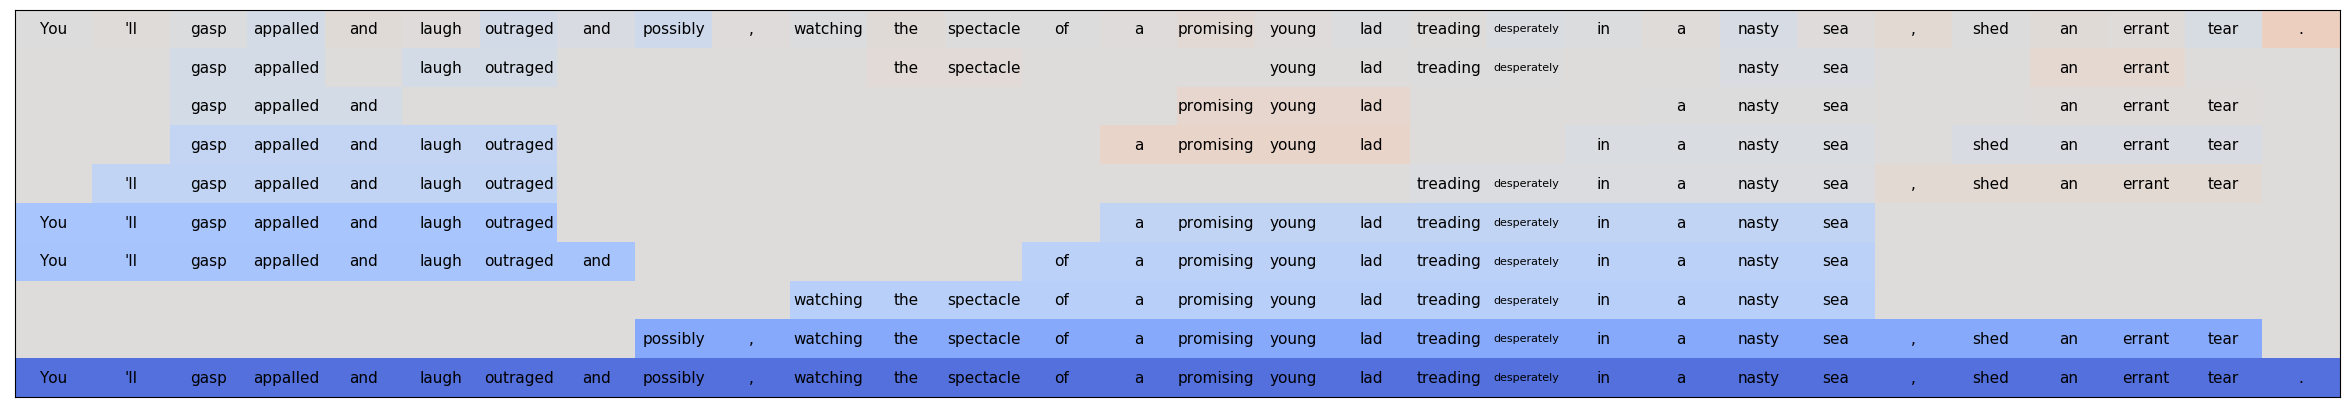 You 'll gasp appalled and laugh outraged and possibly , watching the spectacle of a promising young lad treading desperately in a nasty sea , shed an errant tear .
gasp appalled laugh outraged the spectacle young lad treading desperately nasty sea an errant
gasp appalled and promising young lad a nasty sea an errant tear
gasp appalled and laugh outraged a promising young lad in a nasty sea shed an errant tear
'll gasp appalled and laugh outraged treading desperately in a nasty sea , shed an errant tear
You 'll gasp appalled and laugh outraged a promising young lad treading desperately in a nasty sea
You 'll gasp appalled and laugh outraged and of a promising young lad treading desperately in a nasty sea
watching the spectacle of a promising young lad treading desperately in a nasty sea
possibly , watching the spectacle of a promising young lad treading desperately in a nasty sea , shed an errant tear
You 'll gasp appalled and laugh outraged and possibly , watching the spectacle of a promising young lad treading desperately in a nasty sea , shed an errant tear .